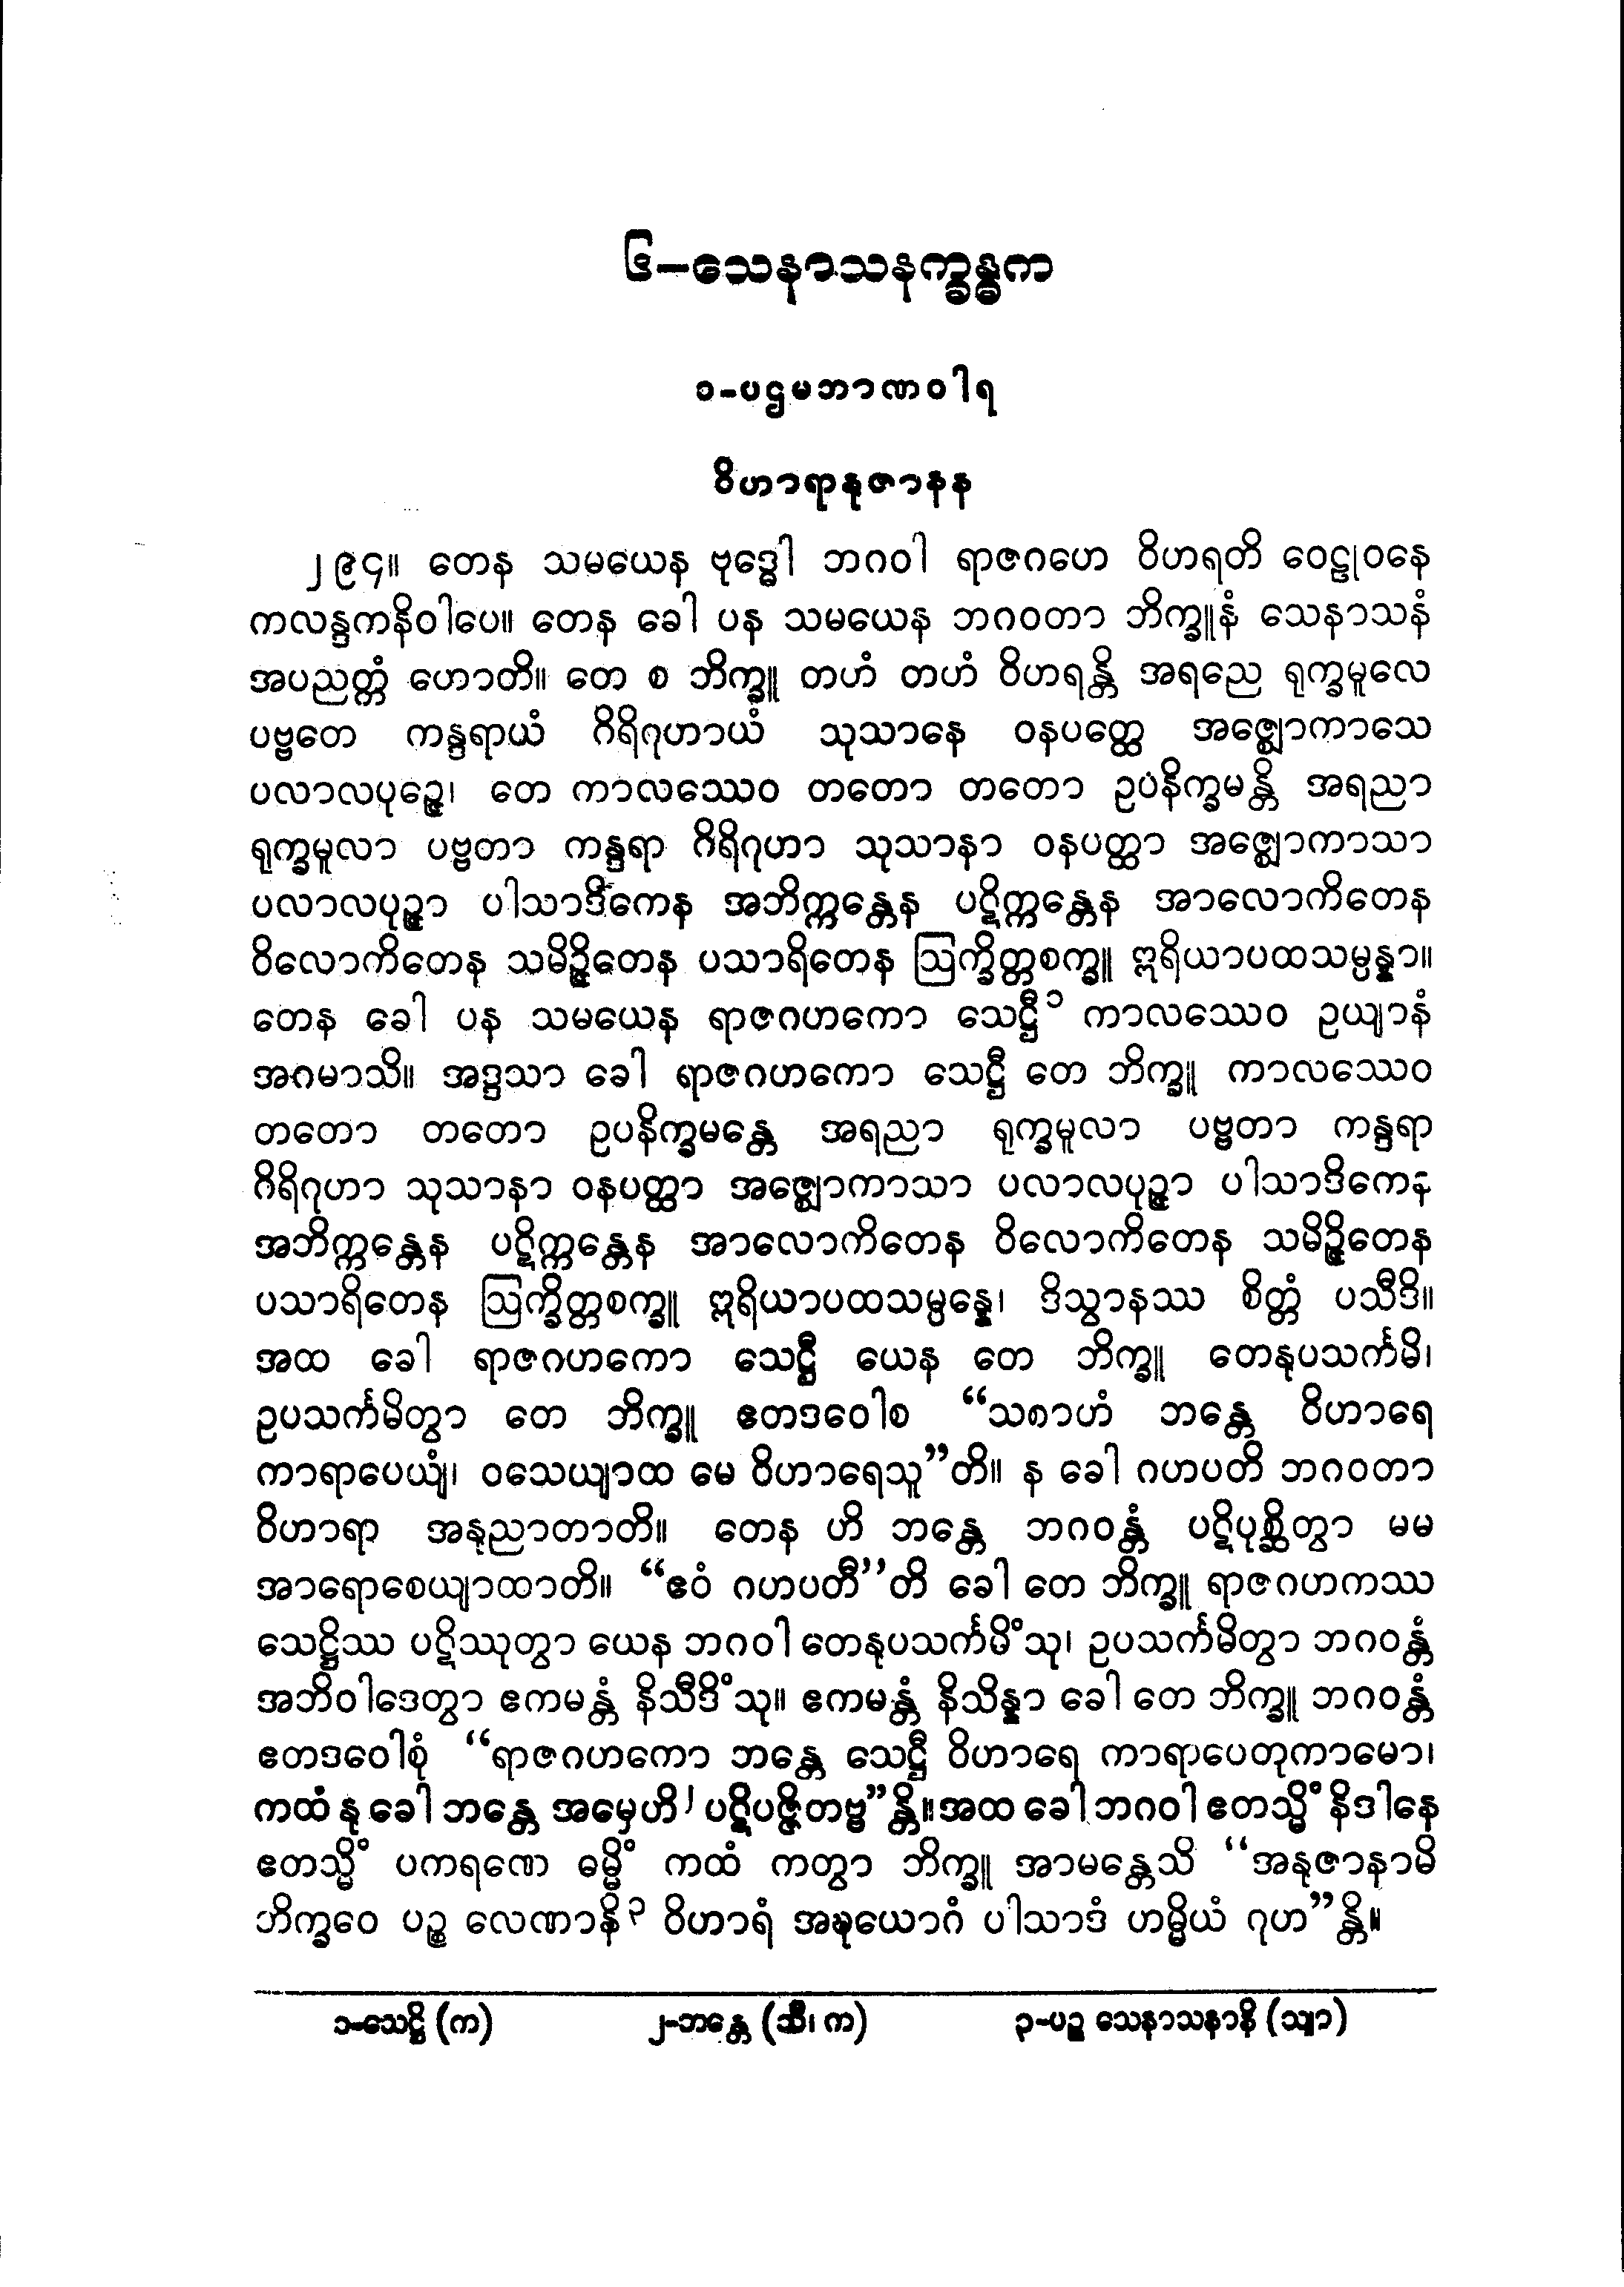 ၆–သေနာသနက္ခန္ဓက
၁-ပဌမဘာဏဝါရ
ဝိဟာရာနုဇာနန
၂၉၄။ တေန သမယေန ဗုဒ္ဓေါ ဘဂဝါ ရာဇဂဟေ ဝိဟရတိ ဝေဠုဝနေ
ကလန္ဒကနိဝါပေ။ တေန ခေါ ပန သမယေန ဘဂဝတာ ဘိက္ခူနံ သေနာသနံ
အပညတ္တံ ဟောတိ။ တေ စ ဘိက္ခူ တဟံ တဟံ ဝိဟရန္တိ အရညေ ရုက္ခမူလေ
ပဗ္ဗတေ ကန္ဒရာယံ ဂိရိဂုဟာယံ သုသာနေ ဝနပတ္ထေ အဇ္ဈောကာသေ
ပလာလပုဉ္ဇေ၊ တေ ကာလဿေဝ တတော တတော ဥပနိက္ခမန္တိ အရညာ
ရုက္ခမူလာ ပဗ္ဗတာ ကန္ဒရာ ဂိရိဂုဟာ သုသာနာ ဝနပတ္ထာ အဇ္ဈောကာသာ
ပလာလပုဉ္ဇာ ပါသာဒိကေန အဘိက္ကန္တေန ပဋိက္ကန္တေန အာလောကိတေန
ဝိလောကိတေန သမိဉ္ဇိတေန ပသာရိတေန ဩက္ခိတ္တစက္ခူ ဣရိယာပထသမ္ပန္နာ။
တေန ခေါ ပန သမယေန ရာဇဂဟကော သေဋ္ဌီ၁ ကာလဿေဝ ဥယျာနံ
အဂမာသိ။ အဒ္ဒသာ ခေါ ရာဇဂဟကော သေဋ္ဌီ တေ ဘိက္ခူ ကာလဿေဝ
တတော တတော ဥပနိက္ခမန္တေ အရညာ ရုက္ခမူလာ ပဗ္ဗတာ ကန္ဒရာ
ဂိရိဂုဟာ သုသာနာ ဝနပတ္ထာ အဇ္ဈောကာသာ ပလာလပုဉ္ဇာ ပါသာဒိကေန
အဘိက္ကန္တေန ပဋိက္ကန္တေန အာလောကိတေန ဝိလောကိတေန သမိဉ္ဇိတေန
ပသာရိတေန ဩက္ခိတ္တစက္ခူ ဣရိယာပထသမ္ပန္နေ၊ ဒိသွာနဿ စိတ္တံ ပသီဒိ။
အထ ခေါ ရာဇဂဟကော သေဋ္ဌီ ယေန တေ ဘိက္ခူ တေနုပသင်္ကမိ၊
ဥပသင်္ကမိတွာ တေ ဘိက္ခူ ဧတဒဝေါစ “သစာဟံ ဘန္တေ ဝိဟာရေ
ကာရာပေယျံ၊ ဝသေယျာထ မေ ဝိဟာရေသူ”တိ။ န ခေါ ဂဟပတိ ဘဂဝတာ
ဝိဟာရာ အနုညာတာတိ။ တေန ဟိ ဘန္တေ ဘဂဝန္တံ ပဋိပုစ္ဆိတွာ မမ
အာရောစေယျာထာတိ။ “ဧဝံ ဂဟပတီ”တိ ခေါ တေ ဘိက္ခူ ရာဇဂဟကဿ
သေဋ္ဌိဿ ပဋိဿုတွာ ယေန ဘဂဝါ တေနုပသင်္ကမိံသု၊ ဥပသင်္ကမိတွာ ဘဂဝန္တံ
အဘိဝါဒေတွာ ဧကမန္တံ နိသီဒိံသု။ ဧကမန္တံ နိသိန္နာ ခေါ တေ ဘိက္ခူ ဘဂဝန္တံ
ဧတဒဝေါစုံ “ရာဇဂဟကော ဘန္တေ သေဋ္ဌီ ဝိဟာရေ ကာရာပေတုကာမော၊
ကထံ နု ခေါ ဘန္တေ အမှေဟိ၂ ပဋိပဇ္ဇိတဗ္ဗ”န္တိ။ အထ ခေါ ဘဂဝါ ဧတသ္မိံ နိဒါနေ
ဧတသ္မိံ ပကရဏေ ဓမ္မိံ ကထံ ကတွာ ဘိက္ခူ အာမန္တေသိ “အနုဇာနာမိ
ဘိက္ခဝေ ပဉ္စ လေဏာနိ၃ ဝိဟာရံ အဍ္ဎယောဂံ ပါသာဒံ ဟမ္မိယံ ဂုဟ”န္တိ။
၁-သေဋ္ဌိ (က) ၂-ဘန္တေ (သီ၊ က) ၃-ပဉ္စ သေနာသနာနိ (သျာ)